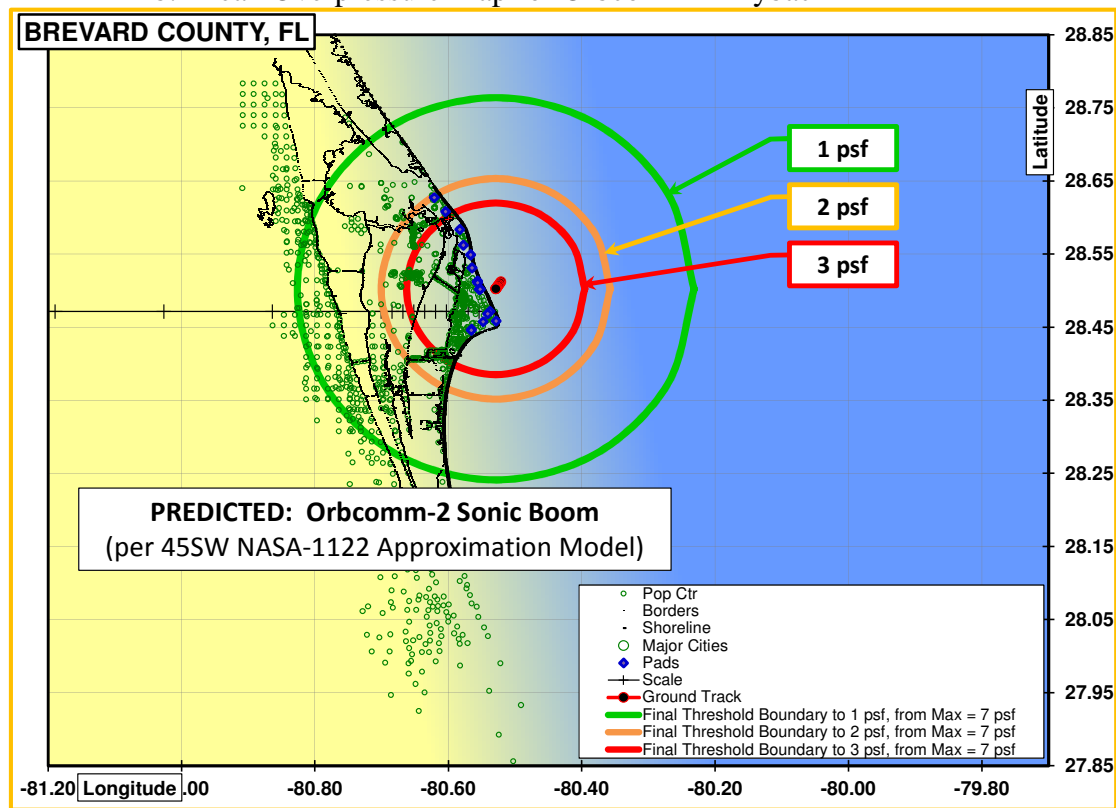 BREVARD COUNTY, FL
1 psf
2 psf
3 psf
Latitude
28.85
28.75
28.65
28.55
28.45
28.35
28.25
28.15
28.05
27.95
27.85
PREDICTED: Orbcomm-2 Sonic Boom
(per 45SW NASA-1122 Approximation Model)
Pop Ctr
Borders
Shoreline
Major Cities
Pads
Scale
Ground Track
Final Threshold Boundary to 1 psf, from Max = 7 psf
Final Threshold Boundary to 2 psf, from Max = 7 psf
Final Threshold Boundary to 3 psf, from Max = 7 psf
-81.20 Longitude -81.00 -80.80 -80.60 -80.40 -80.20 -80.00 -79.80